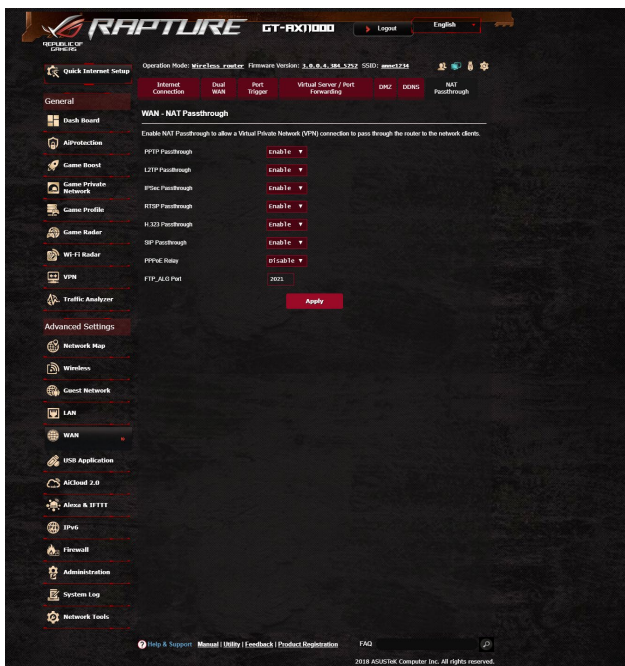 RAPTURE GT-AX11000 Logout English
REPUBLIC OF
GAMERS
Operation Mode: Wireless router Firmware Version: 3.0.0.4.384_5752 SSID: anne1234
Quick Internet Setup
Internet Connection
Dual WAN
Port Trigger
Virtual Server / Port Forwarding
DMZ
DDNS
NAT Passthrough
General
Dash Board
AiProtection
Game Boost
Game Private
Network
Game Profile
Game Radar
Wi-Fi Radar
VPN
Traffic Analyzer
Advanced Settings
Network Map
Wireless
Guest Network
LAN
WAN
USB Application
AiCloud 2.0
Alexa & IFTTT
IPv6
Firewall
Administration
System Log
Network Tools
WAN - NAT Passthrough
Enable NAT Passthrough to allow a Virtual Private Network (VPN) connection to pass through the router to the network clients.
PPTP Passthrough Enable
L2TP Passthrough Enable
IPSec Passthrough Enable
RTSP Passthrough Enable
H.323 Passthrough Enable
SIP Passthrough Enable
PPPoE Relay Disable
FTP_ALG Port 2021
Apply
Help & Support Manual | Utility | Feedback | Product Registration FAQ
2018 ASUSTeK Computer Inc. All rights reserved.